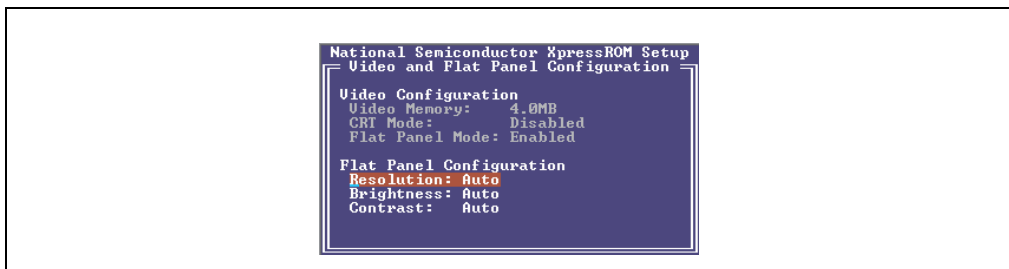 National Semiconductor XpressROM Setup
Video and Flat Panel Configuration
Video Configuration
Video Memory: 4.0MB
CRT Mode: Disabled
Flat Panel Mode: Enabled
Flat Panel Configuration
Resolution: Auto
Brightness: Auto
Contrast: Auto